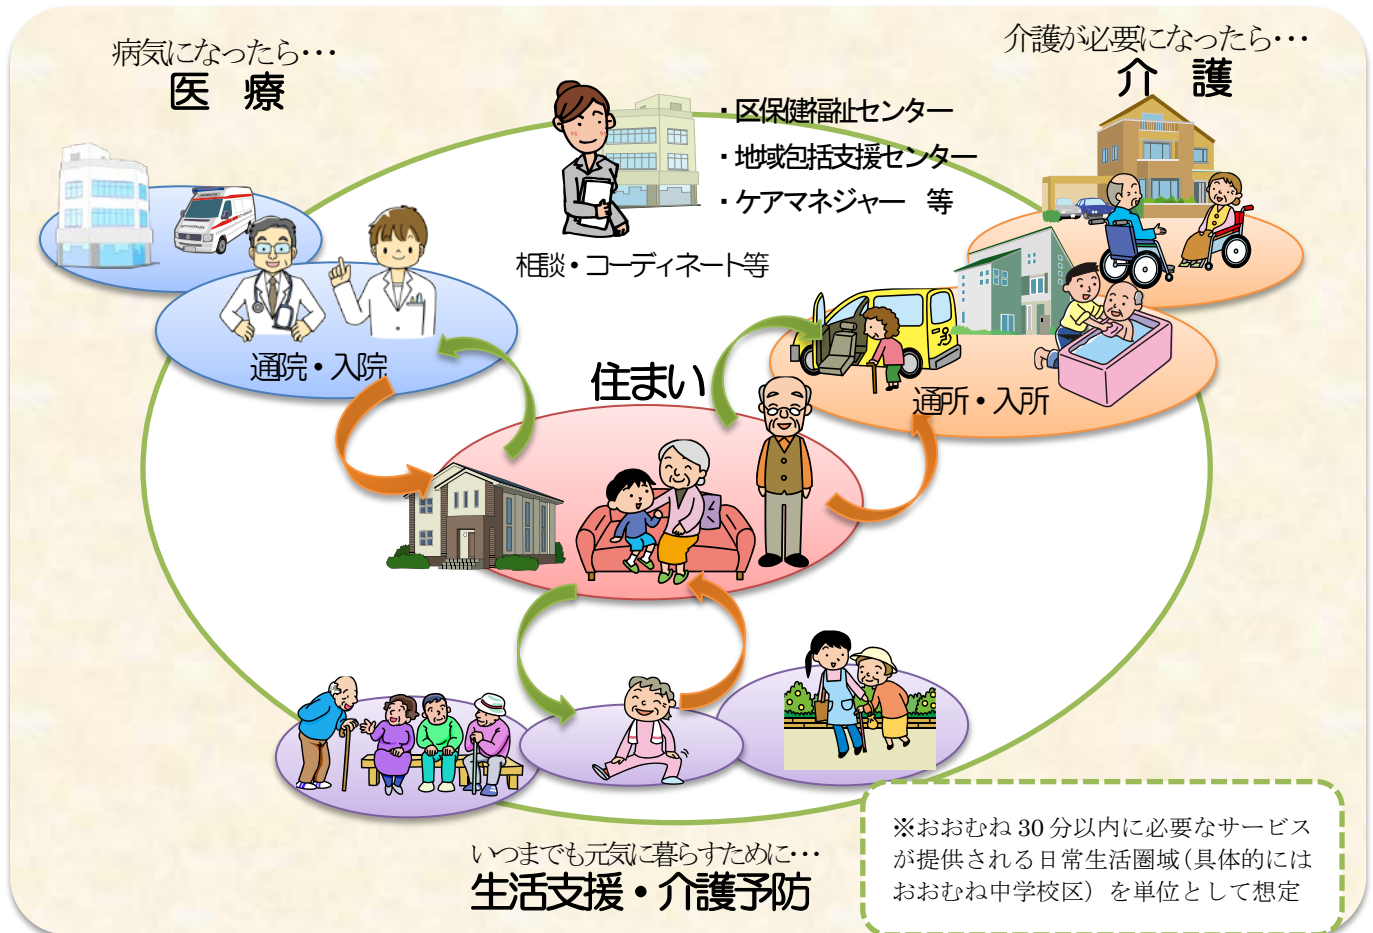 病気になったら･･･
医　療
介護が必要になったら･･･
介　護
・区保健福祉センター
・地域包括支援センター
・ケアマネジャー　等
相談・コーディネート等
通院・入院
住まい
通所・入所
いつまでも元気に暮らすために･･･
生活支援・介護予防
※おおむね 30 分以内に必要なサービス
が提供される日常生活圏域（具体的には
おおむね中学校区）を単位として想定